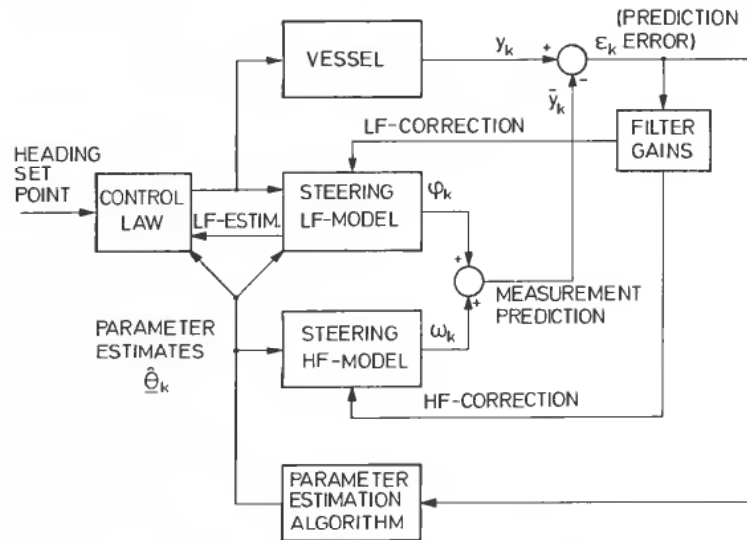 VESSEL
y_k
+
-
ε_k
(PREDICTION
ERROR)
ȳ_k
LF-CORRECTION
FILTER
GAINS
HEADING
SET
POINT
CONTROL
LAW
LF-ESTIM.
STEERING
LF-MODEL
φ_k
+
+
MEASUREMENT
PREDICTION
PARAMETER
ESTIMATES
θ̂_k
STEERING
HF-MODEL
ω_k
HF-CORRECTION
PARAMETER
ESTIMATION
ALGORITHM